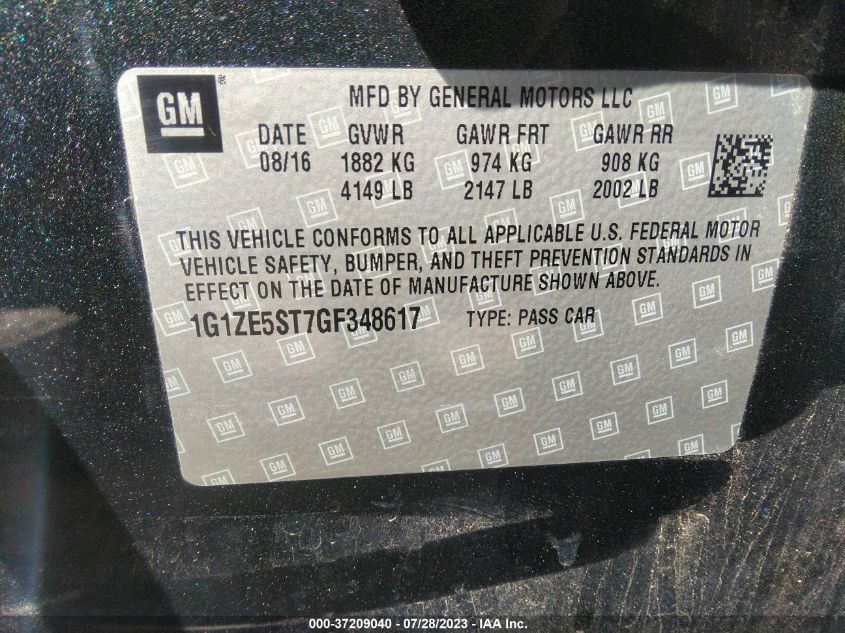 GM ®
MFD BY GENERAL MOTORS LLC
DATE GVWR GAWR FRT GAWR RR
08/16 1882 KG 974 KG 908 KG
4149 LB 2147 LB 2002 LB
THIS VEHICLE CONFORMS TO ALL APPLICABLE U.S. FEDERAL MOTOR
VEHICLE SAFETY, BUMPER, AND THEFT PREVENTION STANDARDS IN
EFFECT ON THE DATE OF MANUFACTURE SHOWN ABOVE.
1G1ZE5ST7GF348617 TYPE: PASS CAR
000-37209040 - 07/28/2023 - IAA Inc.